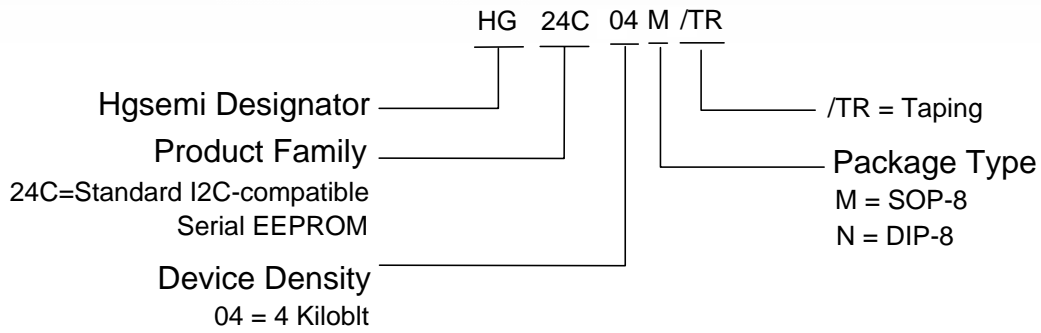 HG 24C 04 M /TR
Hgsemi Designator
Product Family
24C=Standard I2C-compatible
Serial EEPROM
Device Density
04 = 4 Kiloblt
/TR = Taping
Package Type
M = SOP-8
N = DIP-8